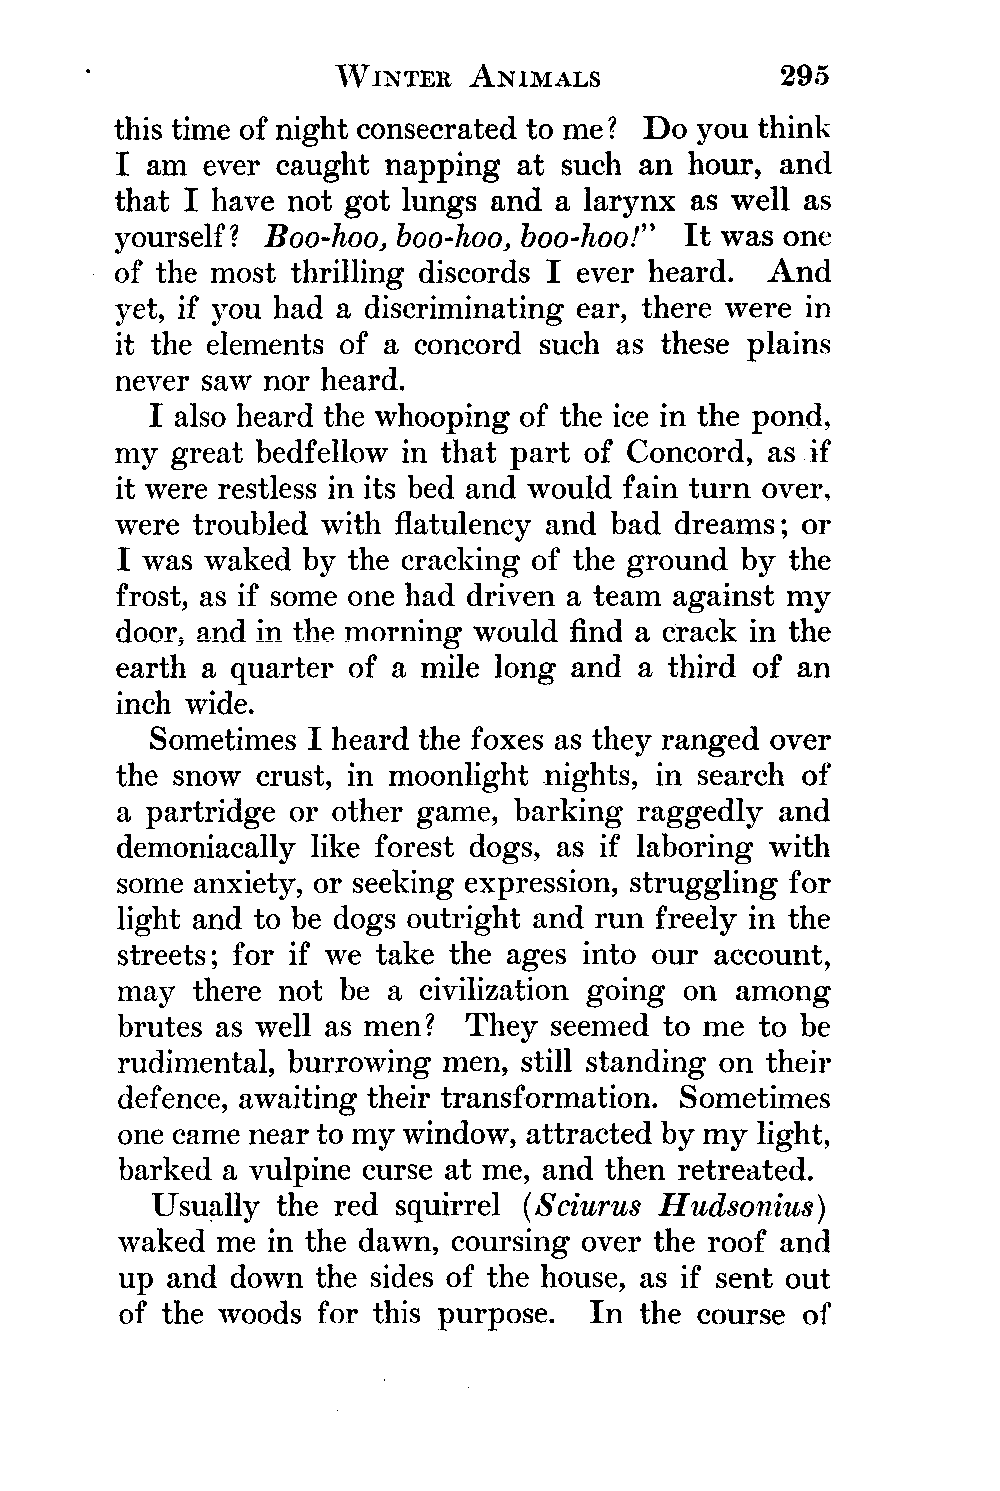 WINTER ANIMALS 295
this time of night consecrated to me? Do you think
I am ever caught napping at such an hour, and
that I have not got lungs and a larynx as well as
yourself? Boo-hoo, boo-hoo, boo-hoo!" It was one
of the most thrilling discords I ever heard. And
yet, if you had a discriminating ear, there were in
it the elements of a concord such as these plains
never saw nor heard.
I also heard the whooping of the ice in the pond,
my great bedfellow in that part of Concord, as if
it were restless in its bed and would fain turn over,
were troubled with flatulency and bad dreams; or
I was waked by the cracking of the ground by the
frost, as if some one had driven a team against my
door, and in the morning would find a crack in the
earth a quarter of a mile long and a third of an
inch wide.
Sometimes I heard the foxes as they ranged over
the snow crust, in moonlight nights, in search of
a partridge or other game, barking raggedly and
demoniacally like forest dogs, as if laboring with
some anxiety, or seeking expression, struggling for
light and to be dogs outright and run freely in the
streets; for if we take the ages into our account,
may there not be a civilization going on among
brutes as well as men? They seemed to me to be
rudimental, burrowing men, still standing on their
defence, awaiting their transformation. Sometimes
one came near to my window, attracted by my light,
barked a vulpine curse at me, and then retreated.
Usually the red squirrel (Sciurus Hudsonius)
waked me in the dawn, coursing over the roof and
up and down the sides of the house, as if sent out
of the woods for this purpose. In the course of